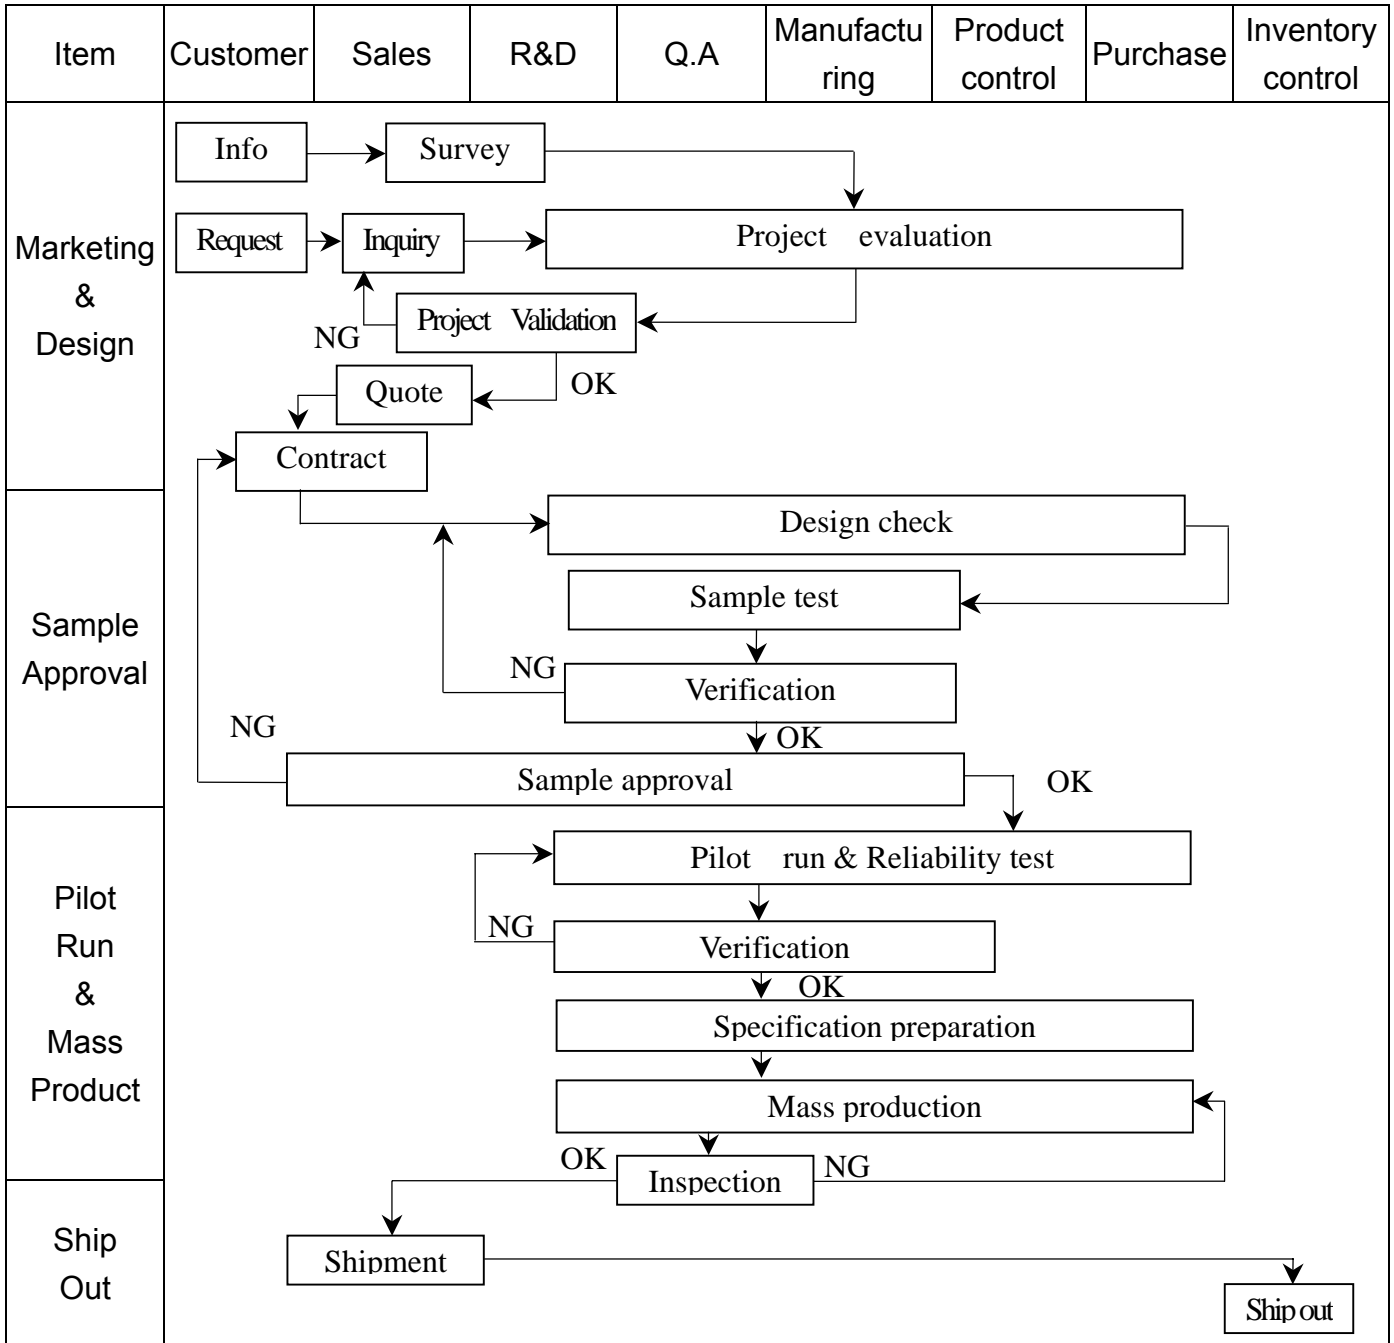 Item
Customer
Sales
R&D
Q.A
Manufactu
ring
Product
control
Purchase
Inventory
control
Marketing
&
Design
Info
Survey
Request
Inquiry
Project evaluation
Project Validation
NG
OK
Quote
Contract
Sample
Approval
Design check
Sample test
NG
Verification
NG
OK
Sample approval
OK
Pilot
Run
&
Mass
Product
Pilot run & Reliability test
NG
Verification
OK
Specification preparation
Mass production
OK
Inspection
NG
Ship
Out
Shipment
Ship out